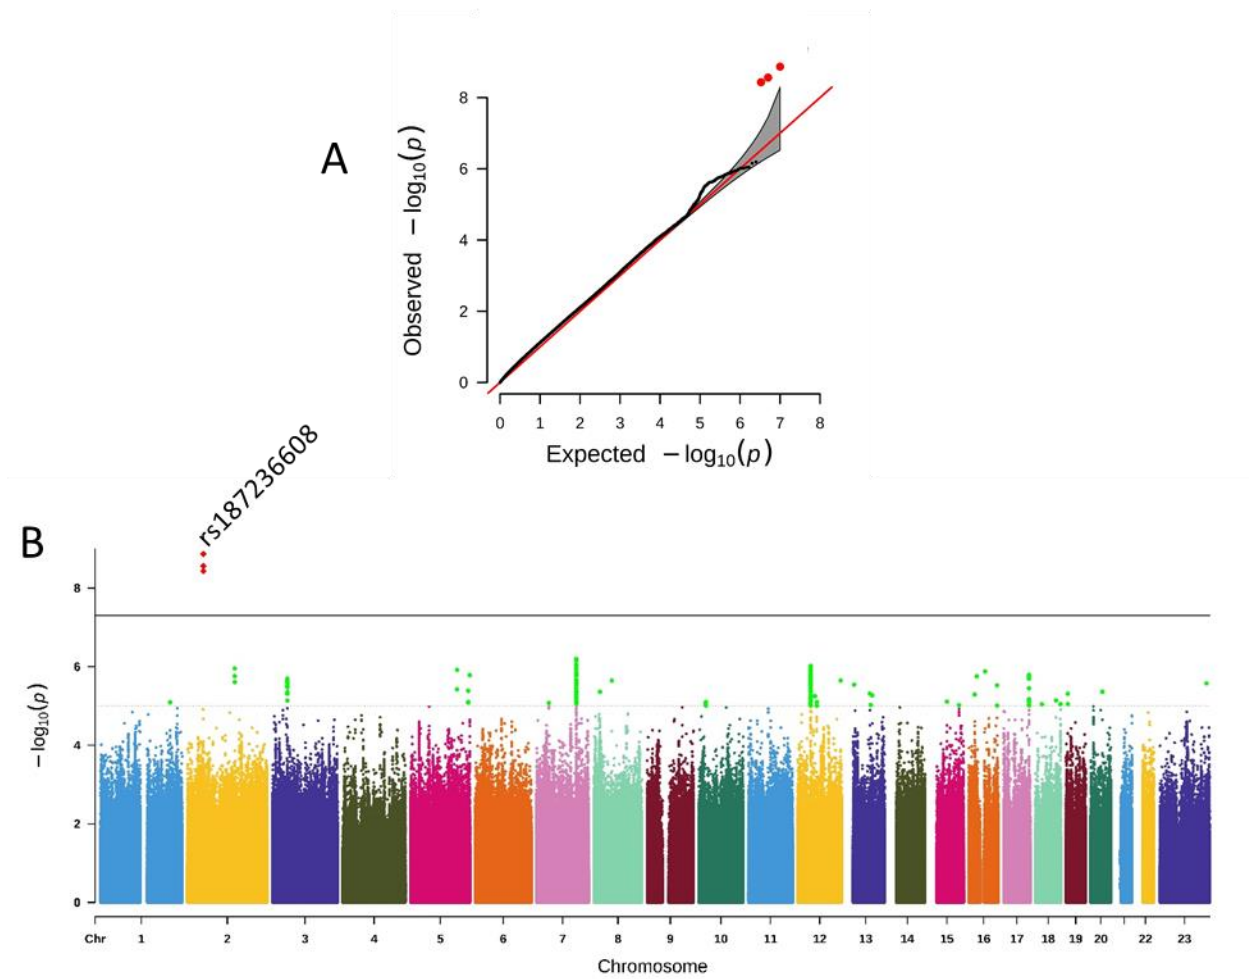 A
Observed −log10(p)
8
6
4
2
0
0 1 2 3 4 5 6 7 8
Expected −log10(p)
rs187236608
B
−log10(p)
8
6
4
2
0
Chr 1 2 3 4 5 6 7 8 9 10 11 12 13 14 15 16 17 18 19 20 22 23
Chromosome